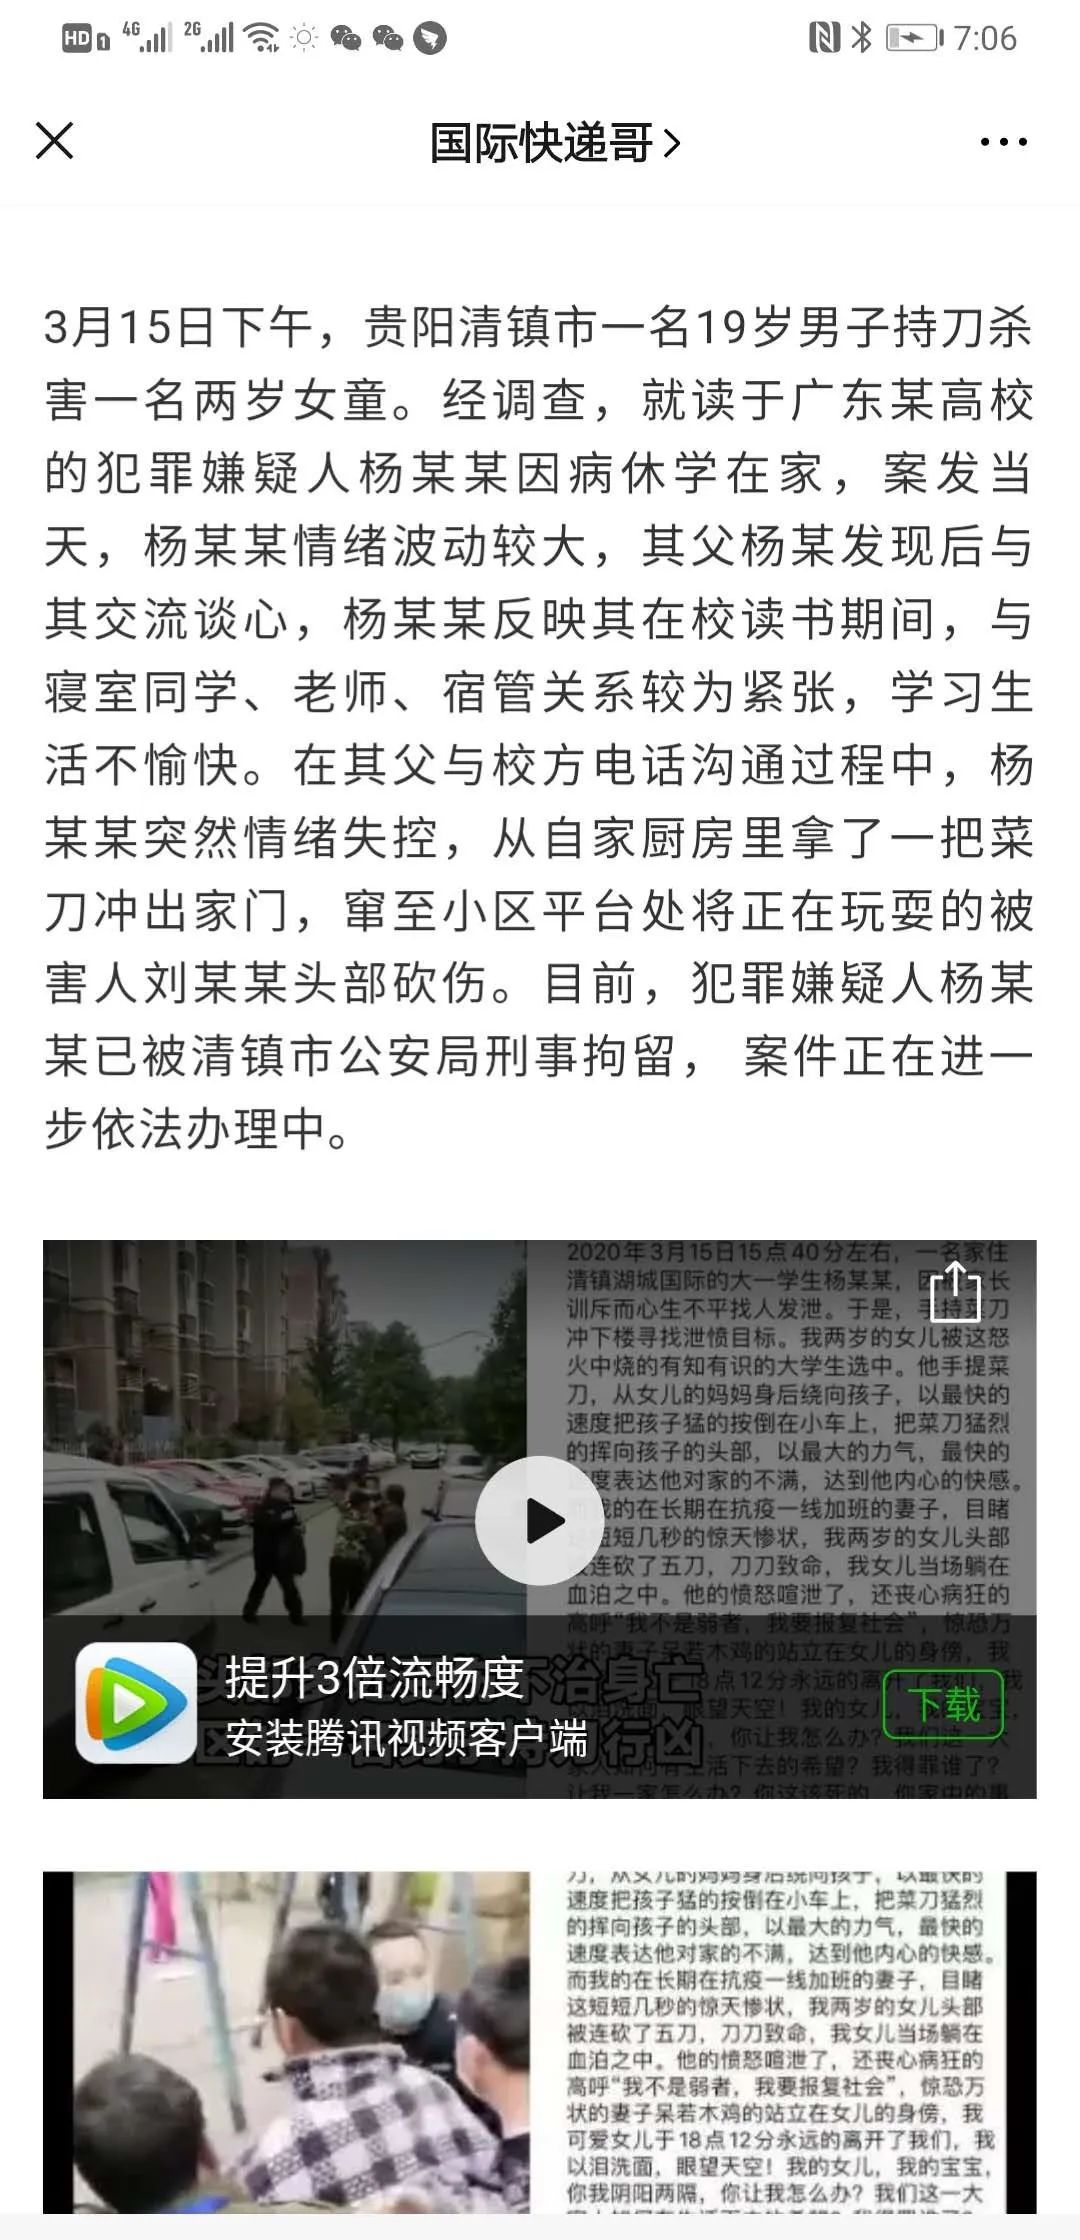 HD 1 4G 2G 7:06
国际快递哥
3月15日下午，贵阳清镇市一名19岁男子持刀杀
害一名两岁女童。经调查，就读于广东某高校
的犯罪嫌疑人杨某某因病休学在家，案发当
天，杨某某情绪波动较大，其父杨某发现后与
其交流谈心，杨某某反映其在校读书期间，与
寝室同学、老师、宿管关系较为紧张，学习生
活不愉快。在其父与校方电话沟通过程中，杨
某某突然情绪失控，从自家厨房里拿了一把菜
刀冲出家门，窜至小区平台处将正在玩耍的被
害人刘某某头部砍伤。目前，犯罪嫌疑人杨某
某已被清镇市公安局刑事拘留， 案件正在进一
步依法办理中。
2020年3月15日15点40分左右，一名家住
清镇湖城国际的大一学生杨某某，因被家长
训斥而心生不平找人发泄。于是，手持菜刀
冲下楼寻找泄愤目标。我两岁的女儿被这怒
火中烧的有知有识的大学生选中。他手提菜
刀，从女儿的妈妈身后绕向孩子，以最快的
速度把孩子猛的按倒在小车上，把菜刀猛烈
的挥向孩子的头部，以最大的力气，最快的
速度表达他对家的不满，达到他内心的快感。
我的在长期在抗疫一线加班的妻子，目睹
短短几秒的惊天惨状，我两岁的女儿头部
连砍了五刀，刀刀致命，我女儿当场躺在
血泊之中。他的愤怒喧泄了，还丧心病狂的
高呼“我不是弱者，我要报复社会”，惊恐万
状的妻子呆若木鸡的站立在女儿的身傍，我
8点12分永远的离开了我们，我
洗面，眼望天空！我的女儿
你让我怎么办？
家人如何有生活下去的希望？我得罪谁了？
让我一家怎么办？你这该死的，你家中的事
不治身亡
行凶
提升3倍流畅度
安装腾讯视频客户端
下载
刀，从女儿的妈妈身后绕向孩子，以最快的
速度把孩子猛的按倒在小车上，把菜刀猛烈
的挥向孩子的头部，以最大的力气，最快的
速度表达他对家的不满，达到他内心的快感。
而我的在长期在抗疫一线加班的妻子，目睹
这短短几秒的惊天惨状，我两岁的女儿头部
被连砍了五刀，刀刀致命，我女儿当场躺在
血泊之中。他的愤怒喧泄了，还丧心病狂的
高呼“我不是弱者，我要报复社会”，惊恐万
状的妻子呆若木鸡的站立在女儿的身傍，我
可爱女儿于18点12分永远的离开了我们，我
以泪洗面，眼望天空！我的女儿，我的宝宝，
你我阴阳两隔，你让我怎么办？我们这一大